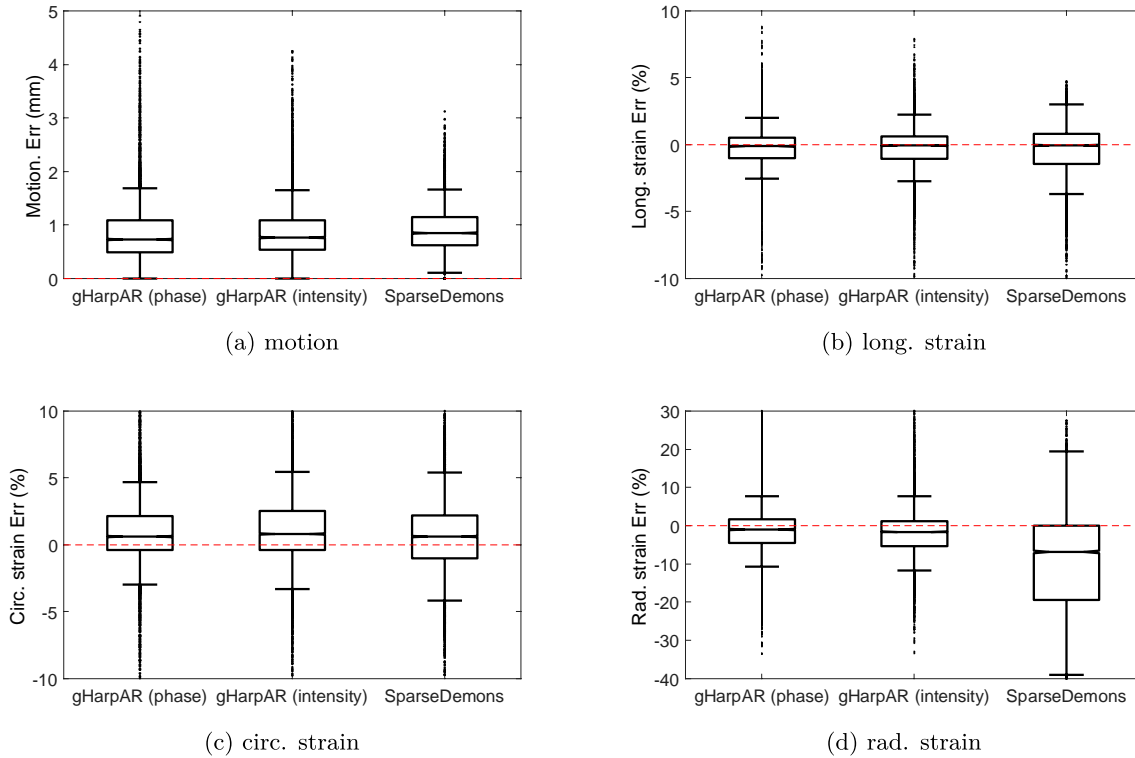 5
4
3
2
1
0
Motion. Err (mm)
gHarpAR (phase) gHarpAR (intensity) SparseDemons
(a) motion
10
5
0
-5
-10
Long. strain Err (%)
gHarpAR (phase) gHarpAR (intensity) SparseDemons
(b) long. strain
10
5
0
-5
-10
Circ. strain Err (%)
gHarpAR (phase) gHarpAR (intensity) SparseDemons
(c) circ. strain
30
20
10
0
-10
-20
-30
-40
Rad. strain Err (%)
gHarpAR (phase) gHarpAR (intensity) SparseDemons
(d) rad. strain